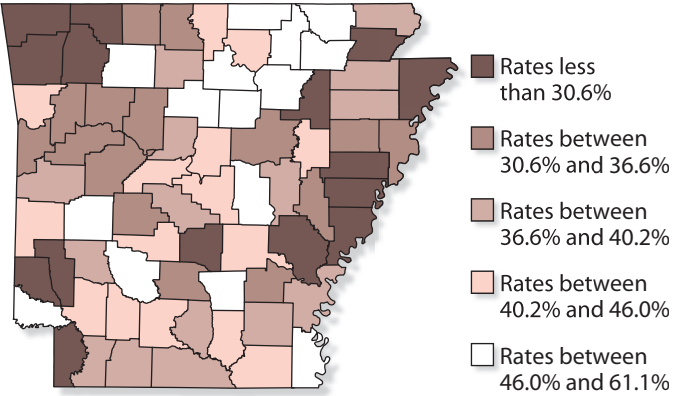 Rates less
than 30.6%
Rates between
30.6% and 36.6%
Rates between
36.6% and 40.2%
Rates between
40.2% and 46.0%
Rates between
46.0% and 61.1%